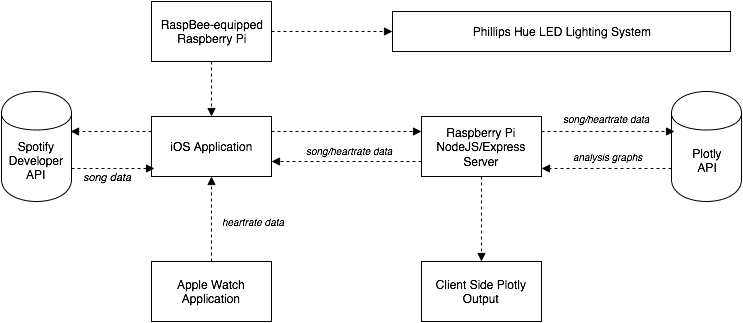 RaspBee-equipped
Raspberry Pi
Phillips Hue LED Lighting System
Spotify
Developer
API
iOS Application
Raspberry Pi
NodeJS/Express
Server
song/heartrate data
Plotly
API
song/heartrate data
analysis graphs
song data
heartrate data
Apple Watch
Application
Client Side Plotly
Output